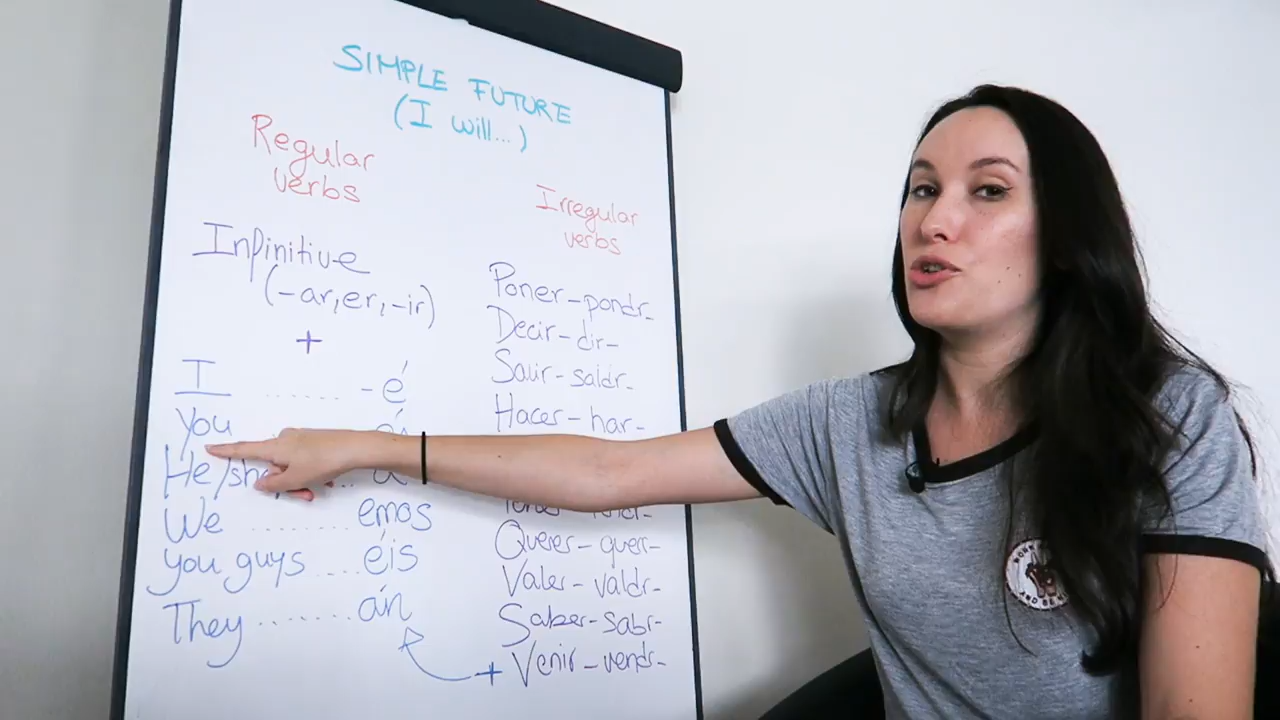 SIMPLE FUTURE
(I will...)
Regular
verbs
Infinitive
(-ar, er, -ir)
+
I ....... -é
You
He/she ... á
We ........ emos
you guys .... éis
They ........ án
Irregular
verbs
Poner - pondr-
Decir - dir-
Salir - saldr-
Hacer - har-
Querer - querr-
Valer - valdr-
Saber - sabr-
+ Venir - vendr-